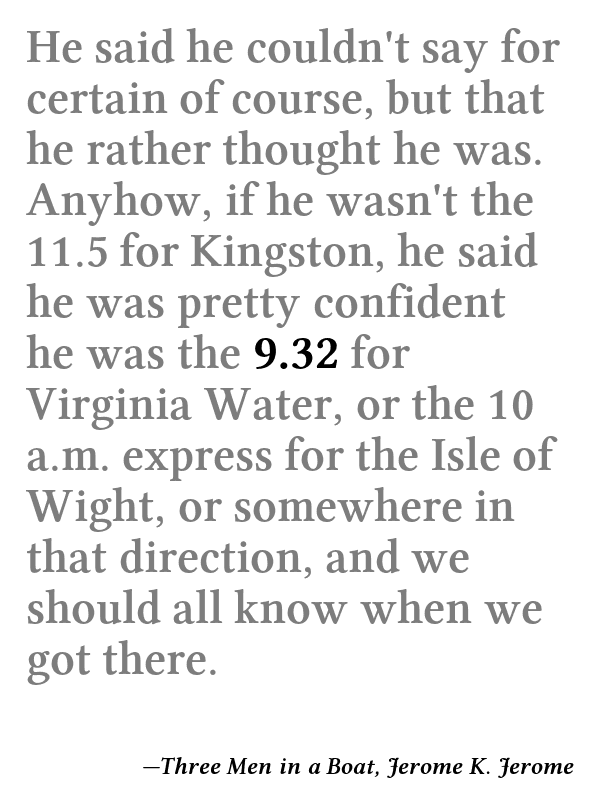 He said he couldn't say for
certain of course, but that
he rather thought he was.
Anyhow, if he wasn't the
11.5 for Kingston, he said
he was pretty confident
he was the 9.32 for
Virginia Water, or the 10
a.m. express for the Isle of
Wight, or somewhere in
that direction, and we
should all know when we
got there.
—Three Men in a Boat, Jerome K. Jerome